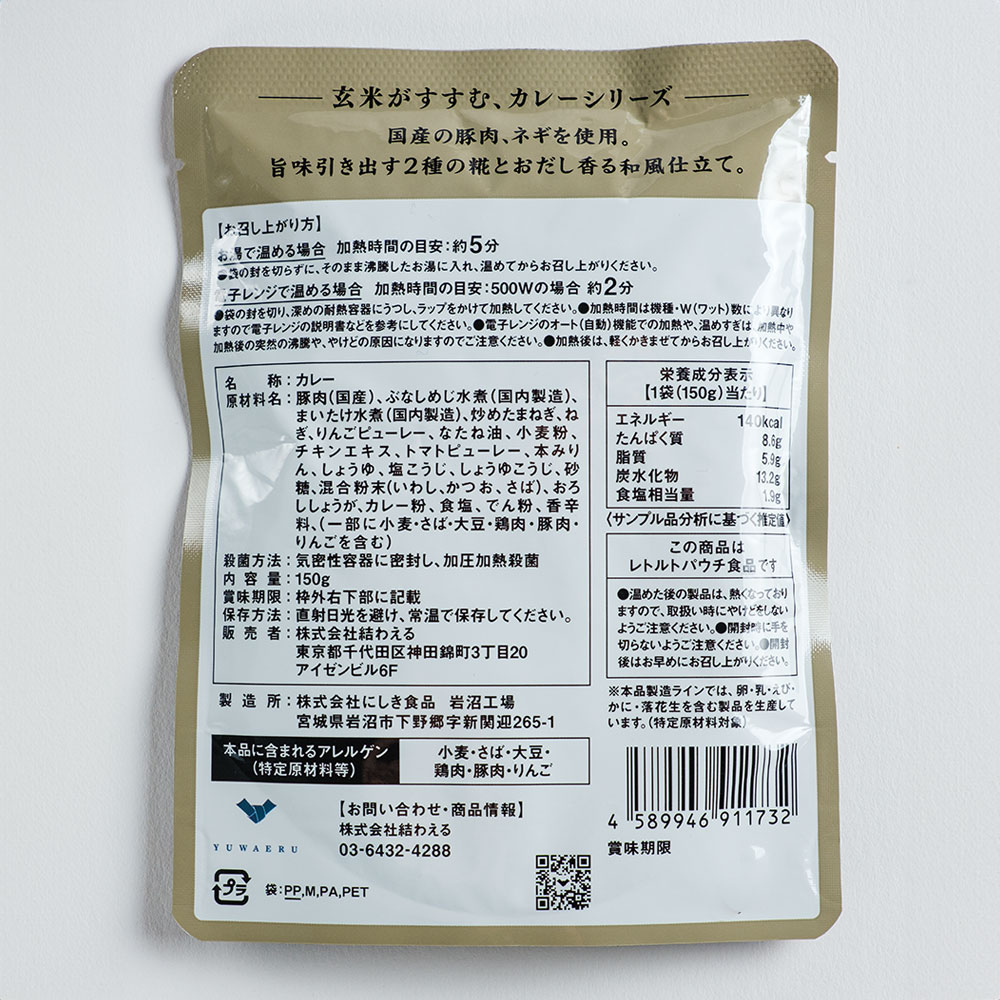 玄米がすすむ、カレーシリーズ
国産の豚肉、ネギを使用。
旨味引き出す2種の糀とおだし香る和風仕立て。
【お召し上がり方】
お湯で温める場合 加熱時間の目安：約5分
●袋の封を切らずに、そのまま沸騰したお湯に入れ、温めてからお召し上がりください。
電子レンジで温める場合 加熱時間の目安：500Wの場合 約2分
●袋の封を切り、深めの耐熱容器にうつし、ラップをかけて加熱してください。●加熱時間は機種・W（ワット）数により異なり
ますので電子レンジの説明書などを参考にしてください。●電子レンジのオート（自動）機能での加熱や、温めすぎは、加熱中や
加熱後の突然の沸騰や、やけどの原因になりますのでご注意ください。●加熱後は、軽くかきまぜてからお召し上がりください。
名称：カレー
原材料名：豚肉（国産）、ぶなしめじ水煮（国内製造）、
まいたけ水煮（国内製造）、炒めたまねぎ、ね
ぎ、りんごピューレー、なたね油、小麦粉、
チキンエキス、トマトピューレー、本みり
ん、しょうゆ、塩こうじ、しょうゆこうじ、砂
糖、混合粉末（いわし、かつお、さば）、おろ
ししょうが、カレー粉、食塩、でん粉、香辛
料、（一部に小麦・さば・大豆・鶏肉・豚肉・
りんごを含む）
殺菌方法：気密性容器に密封し、加圧加熱殺菌
内容量：150g
賞味期限：枠外右下部に記載
保存方法：直射日光を避け、常温で保存してください。
販売者：株式会社結わえる
東京都千代田区神田錦町3丁目20
アイゼンビル6F
製造所：株式会社にしき食品 岩沼工場
宮城県岩沼市下野郷字新関迎265-1
本品に含まれるアレルゲン
（特定原材料等）
小麦・さば・大豆・
鶏肉・豚肉・りんご
YUWAERU
【お問い合わせ・商品情報】
株式会社結わえる
03-6432-4288
プラ
袋：PP,M,PA,PET
栄養成分表示
【1袋（150g）当たり】
エネルギー 140kcal
たんぱく質 8.6g
脂質 5.9g
炭水化物 13.2g
食塩相当量 1.9g
〈サンプル品分析に基づく推定値〉
この商品は
レトルトパウチ食品です
●温めた後の製品は、熱くなっており
ますので、取扱い時にやけどをしない
ようご注意ください。●開封時に手を
切らないようご注意ください。●開封
後はお早めにお召し上がりください。
※本品製造ラインでは、卵・乳・えび・
かに・落花生を含む製品を生産して
います。（特定原材料対象）
4 589946 911732
賞味期限